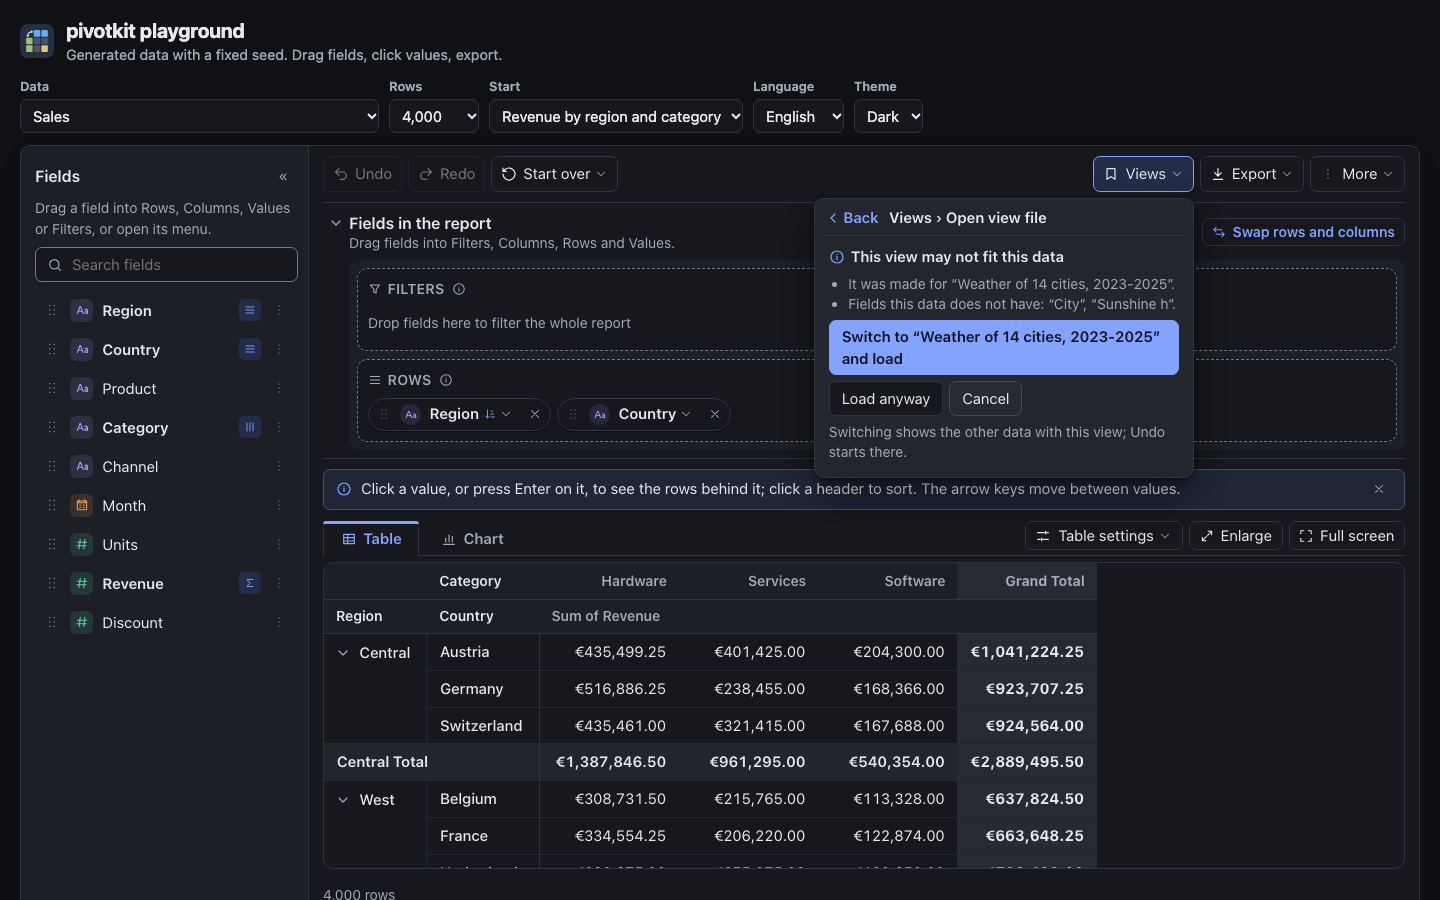 pivotkit playground
Generated data with a fixed seed. Drag fields, click values, export.
Data
Rows
Start
Language
Theme
Sales
4,000
Revenue by region and category
English
Dark
Fields
«
Drag a field into Rows, Columns, Values
or Filters, or open its menu.
Search fields
Aa Region
Aa Country
Aa Product
Aa Category
Aa Channel
Month
# Units
# Revenue Σ
# Discount
Undo
Redo
Start over
Views
Export
More
Fields in the report
Drag fields into Filters, Columns, Rows and Values.
Swap rows and columns
FILTERS
Drop fields here to filter the whole report
ROWS
Aa Region
Aa Country
Back Views › Open view file
This view may not fit this data
• It was made for “Weather of 14 cities, 2023-2025”.
• Fields this data does not have: “City”, “Sunshine h”.
Switch to “Weather of 14 cities, 2023-2025”
and load
Load anyway
Cancel
Switching shows the other data with this view; Undo
starts there.
Click a value, or press Enter on it, to see the rows behind it; click a header to sort. The arrow keys move between values.
Table
Chart
Table settings
Enlarge
Full screen
Category Hardware Services Software Grand Total
Region Country Sum of Revenue
Central Austria €435,499.25 €401,425.00 €204,300.00 €1,041,224.25
Germany €516,886.25 €238,455.00 €168,366.00 €923,707.25
Switzerland €435,461.00 €321,415.00 €167,688.00 €924,564.00
Central Total €1,387,846.50 €961,295.00 €540,354.00 €2,889,495.50
West Belgium €308,731.50 €215,765.00 €113,328.00 €637,824.50
France €334,554.25 €206,220.00 €122,874.00 €663,648.25
4,000 rows